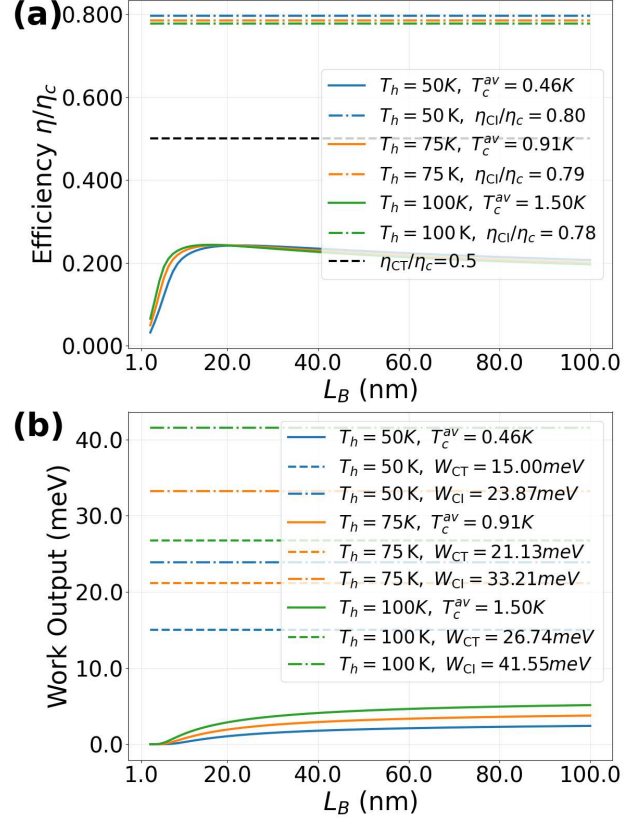 (a)
0.800
0.600
0.400
0.200
0.000
Efficiency η/η_c
T_h = 50K, T_c^{av} = 0.46K
T_h = 50 K, η_CI/η_c = 0.80
T_h = 75K, T_c^{av} = 0.91K
T_h = 75 K, η_CI/η_c = 0.79
T_h = 100K, T_c^{av} = 1.50K
T_h = 100 K, η_CI/η_c = 0.78
η_CT/η_c=0.5
1.0 20.0 40.0 60.0 80.0 100.0
L_B (nm)
(b)
40.0
30.0
20.0
10.0
0.0
Work Output (meV)
T_h = 50K, T_c^{av} = 0.46K
T_h = 50 K, W_CT = 15.00meV
T_h = 50 K, W_CI = 23.87meV
T_h = 75K, T_c^{av} = 0.91K
T_h = 75 K, W_CT = 21.13meV
T_h = 75 K, W_CI = 33.21meV
T_h = 100K, T_c^{av} = 1.50K
T_h = 100 K, W_CT = 26.74meV
T_h = 100 K, W_CI = 41.55meV
1.0 20.0 40.0 60.0 80.0 100.0
L_B (nm)